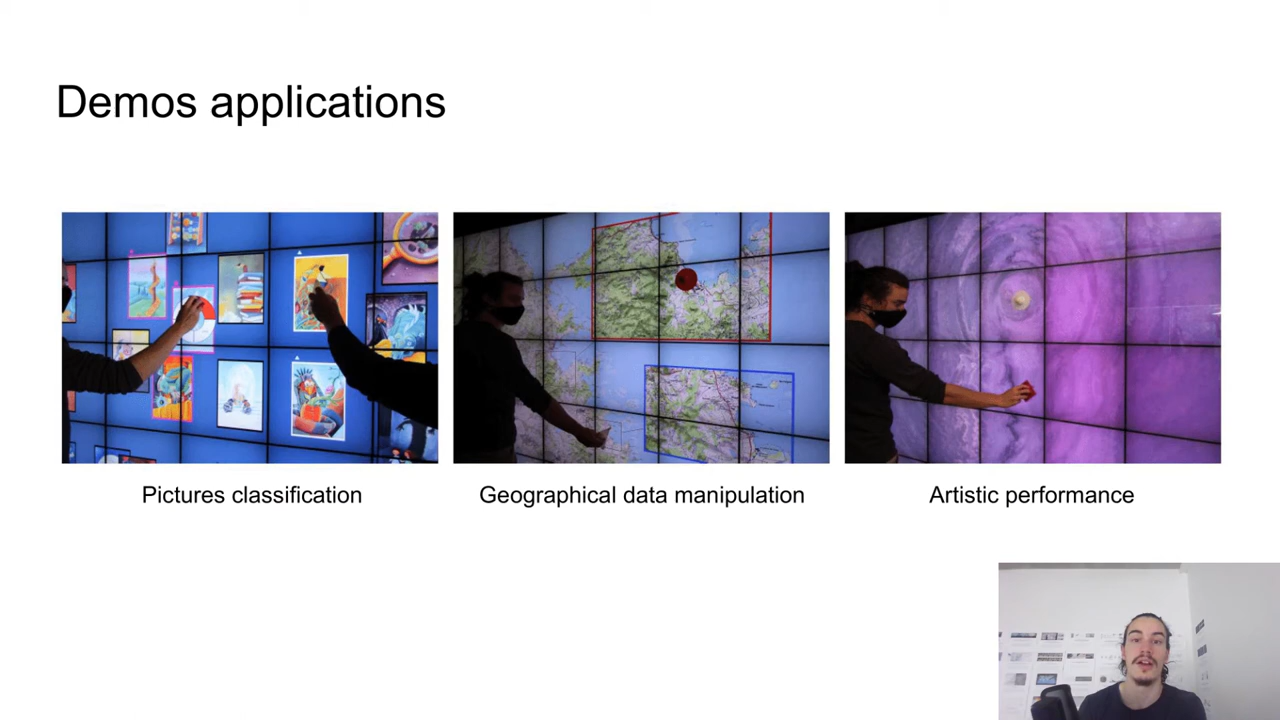 Demos applications
Pictures classification
Geographical data manipulation
Artistic performance